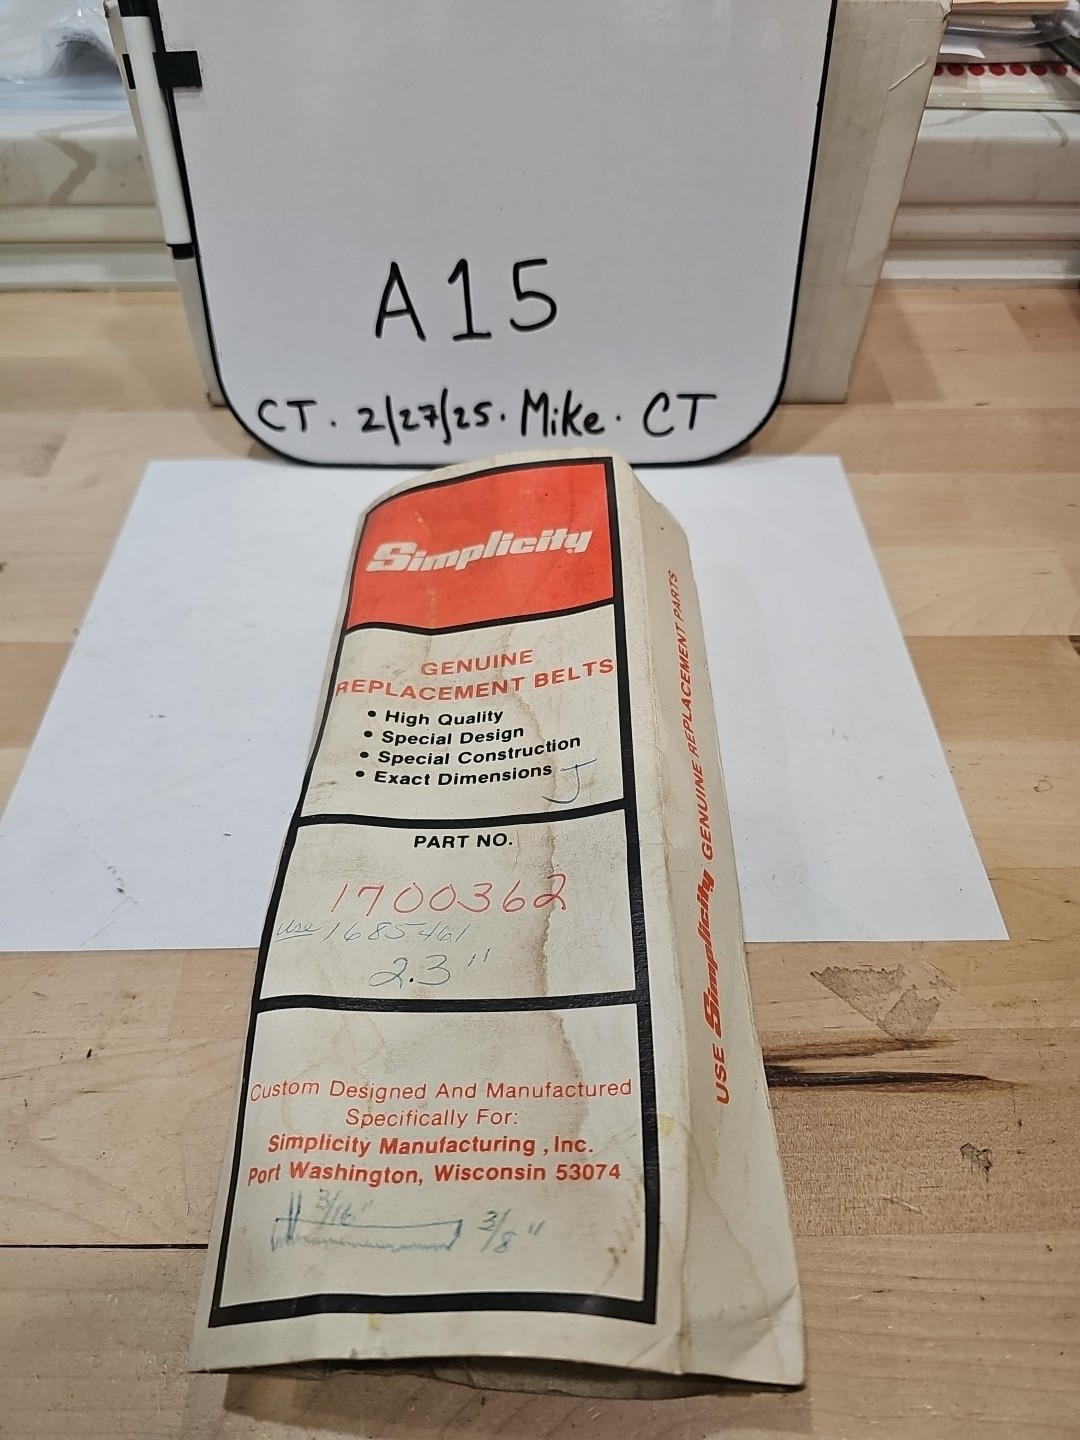 A15
CT · 2/27/25 · Mike · CT
Simplicity
GENUINE
REPLACEMENT BELTS
• High Quality
• Special Design
• Special Construction
• Exact Dimensions J
PART NO.
1700362
use 1685461
2.3"
Custom Designed And Manufactured
Specifically For:
Simplicity Manufacturing , Inc.
Port Washington, Wisconsin 53074
3/16"
3/8"
USE Simplicity GENUINE REPLACEMENT PARTS